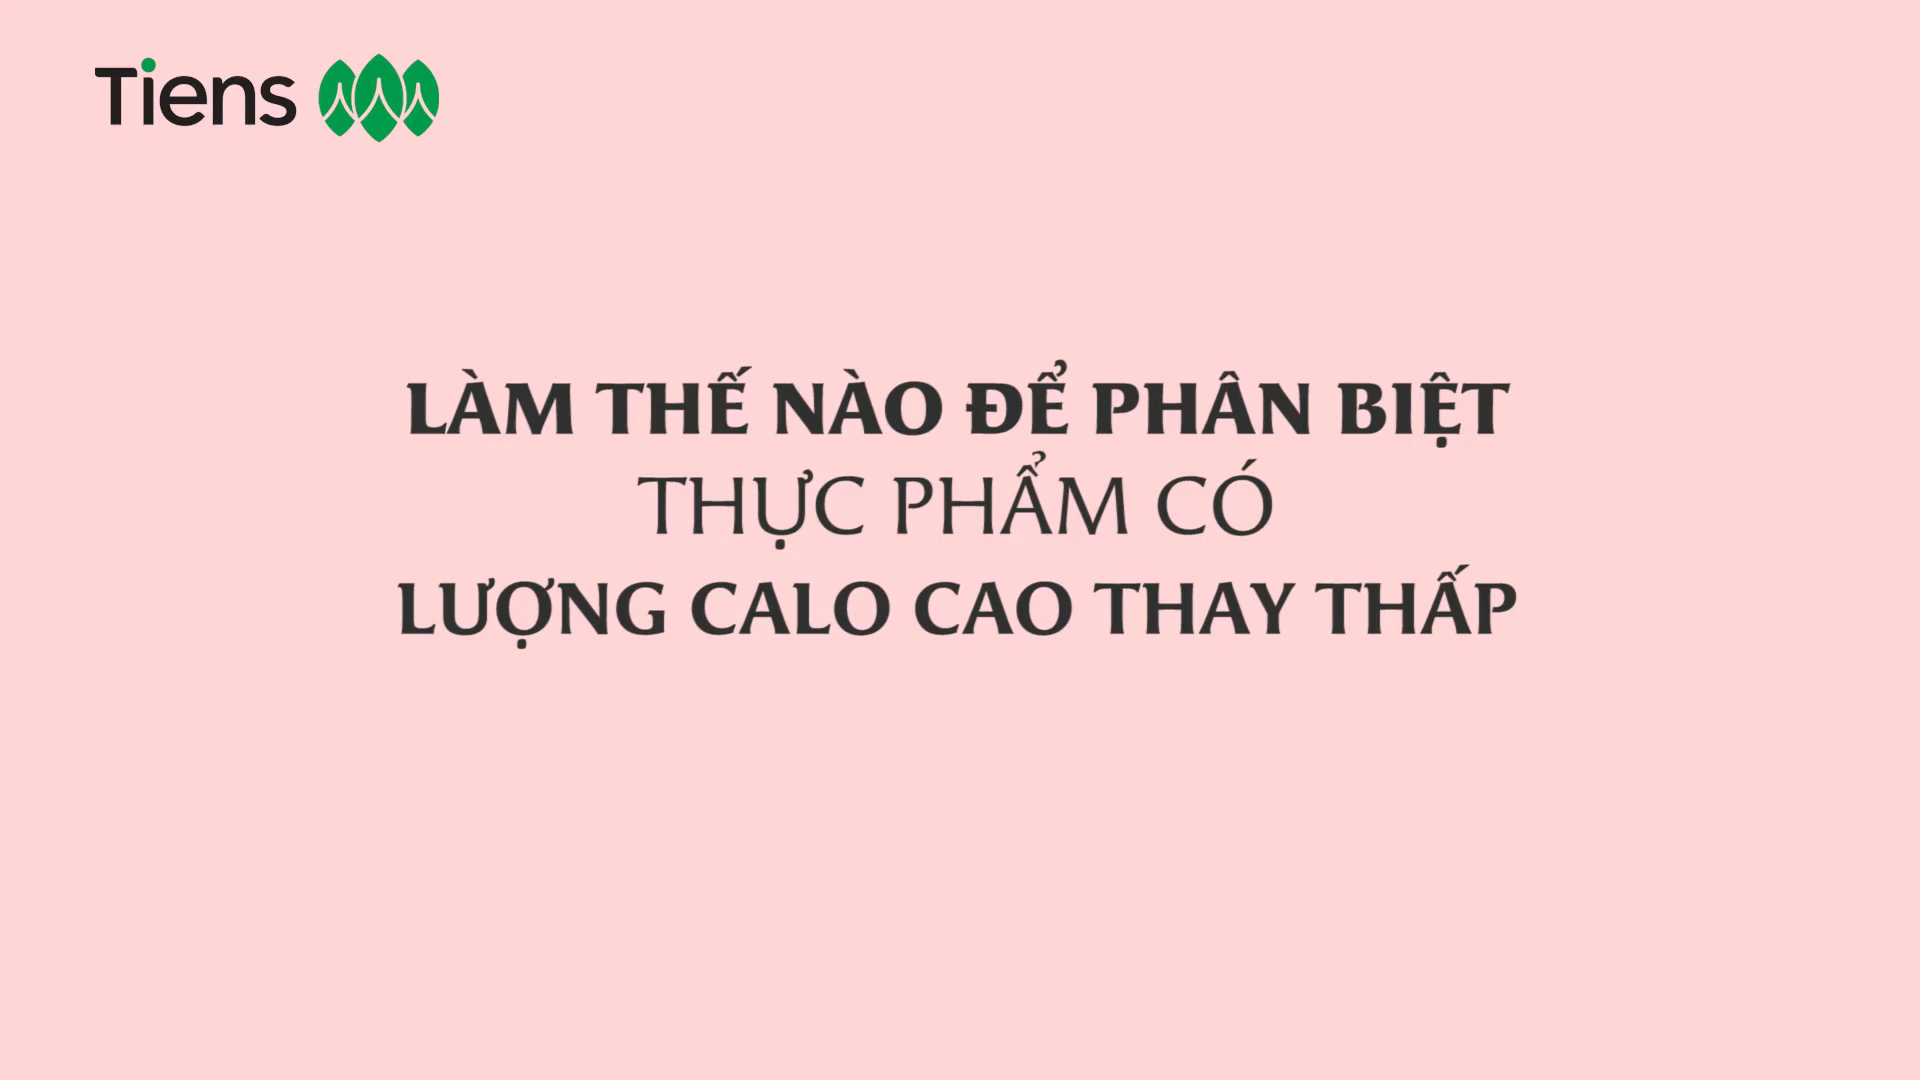 Tiens
LÀM THẾ NÀO ĐỂ PHÂN BIỆT
THỰC PHẨM CÓ
LƯỢNG CALO CAO THAY THẤP